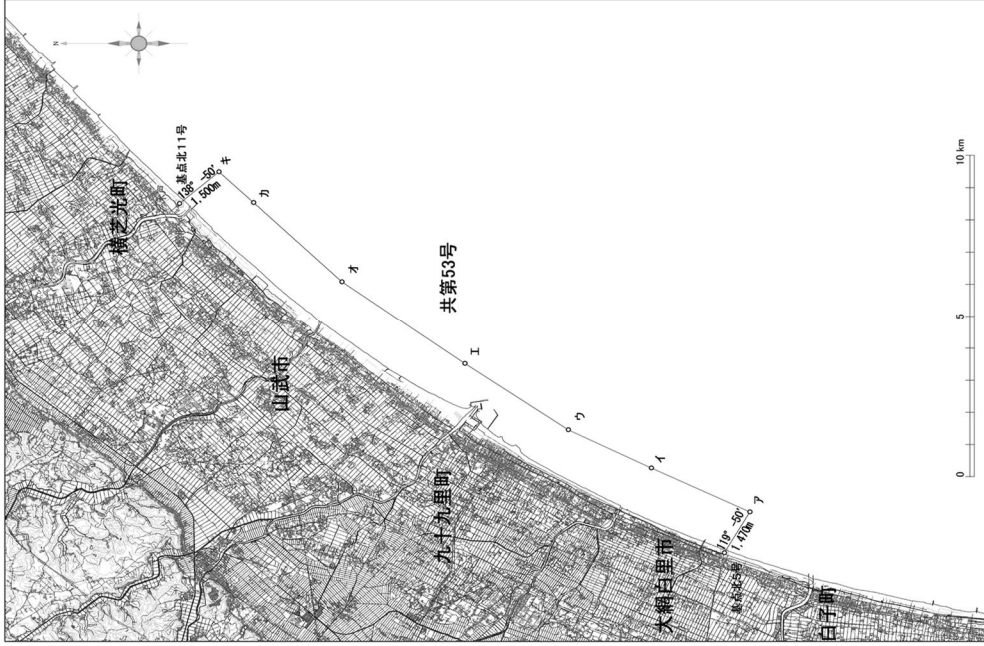 N
横芝光町
基点北11号
138° -50′
1,500m
キ
カ
オ
共第53号
山武市
エ
ウ
九十九里町
イ
ア
大網白里市
119° -50′
1,470m
基点北5号
白子町
0 5 10 km